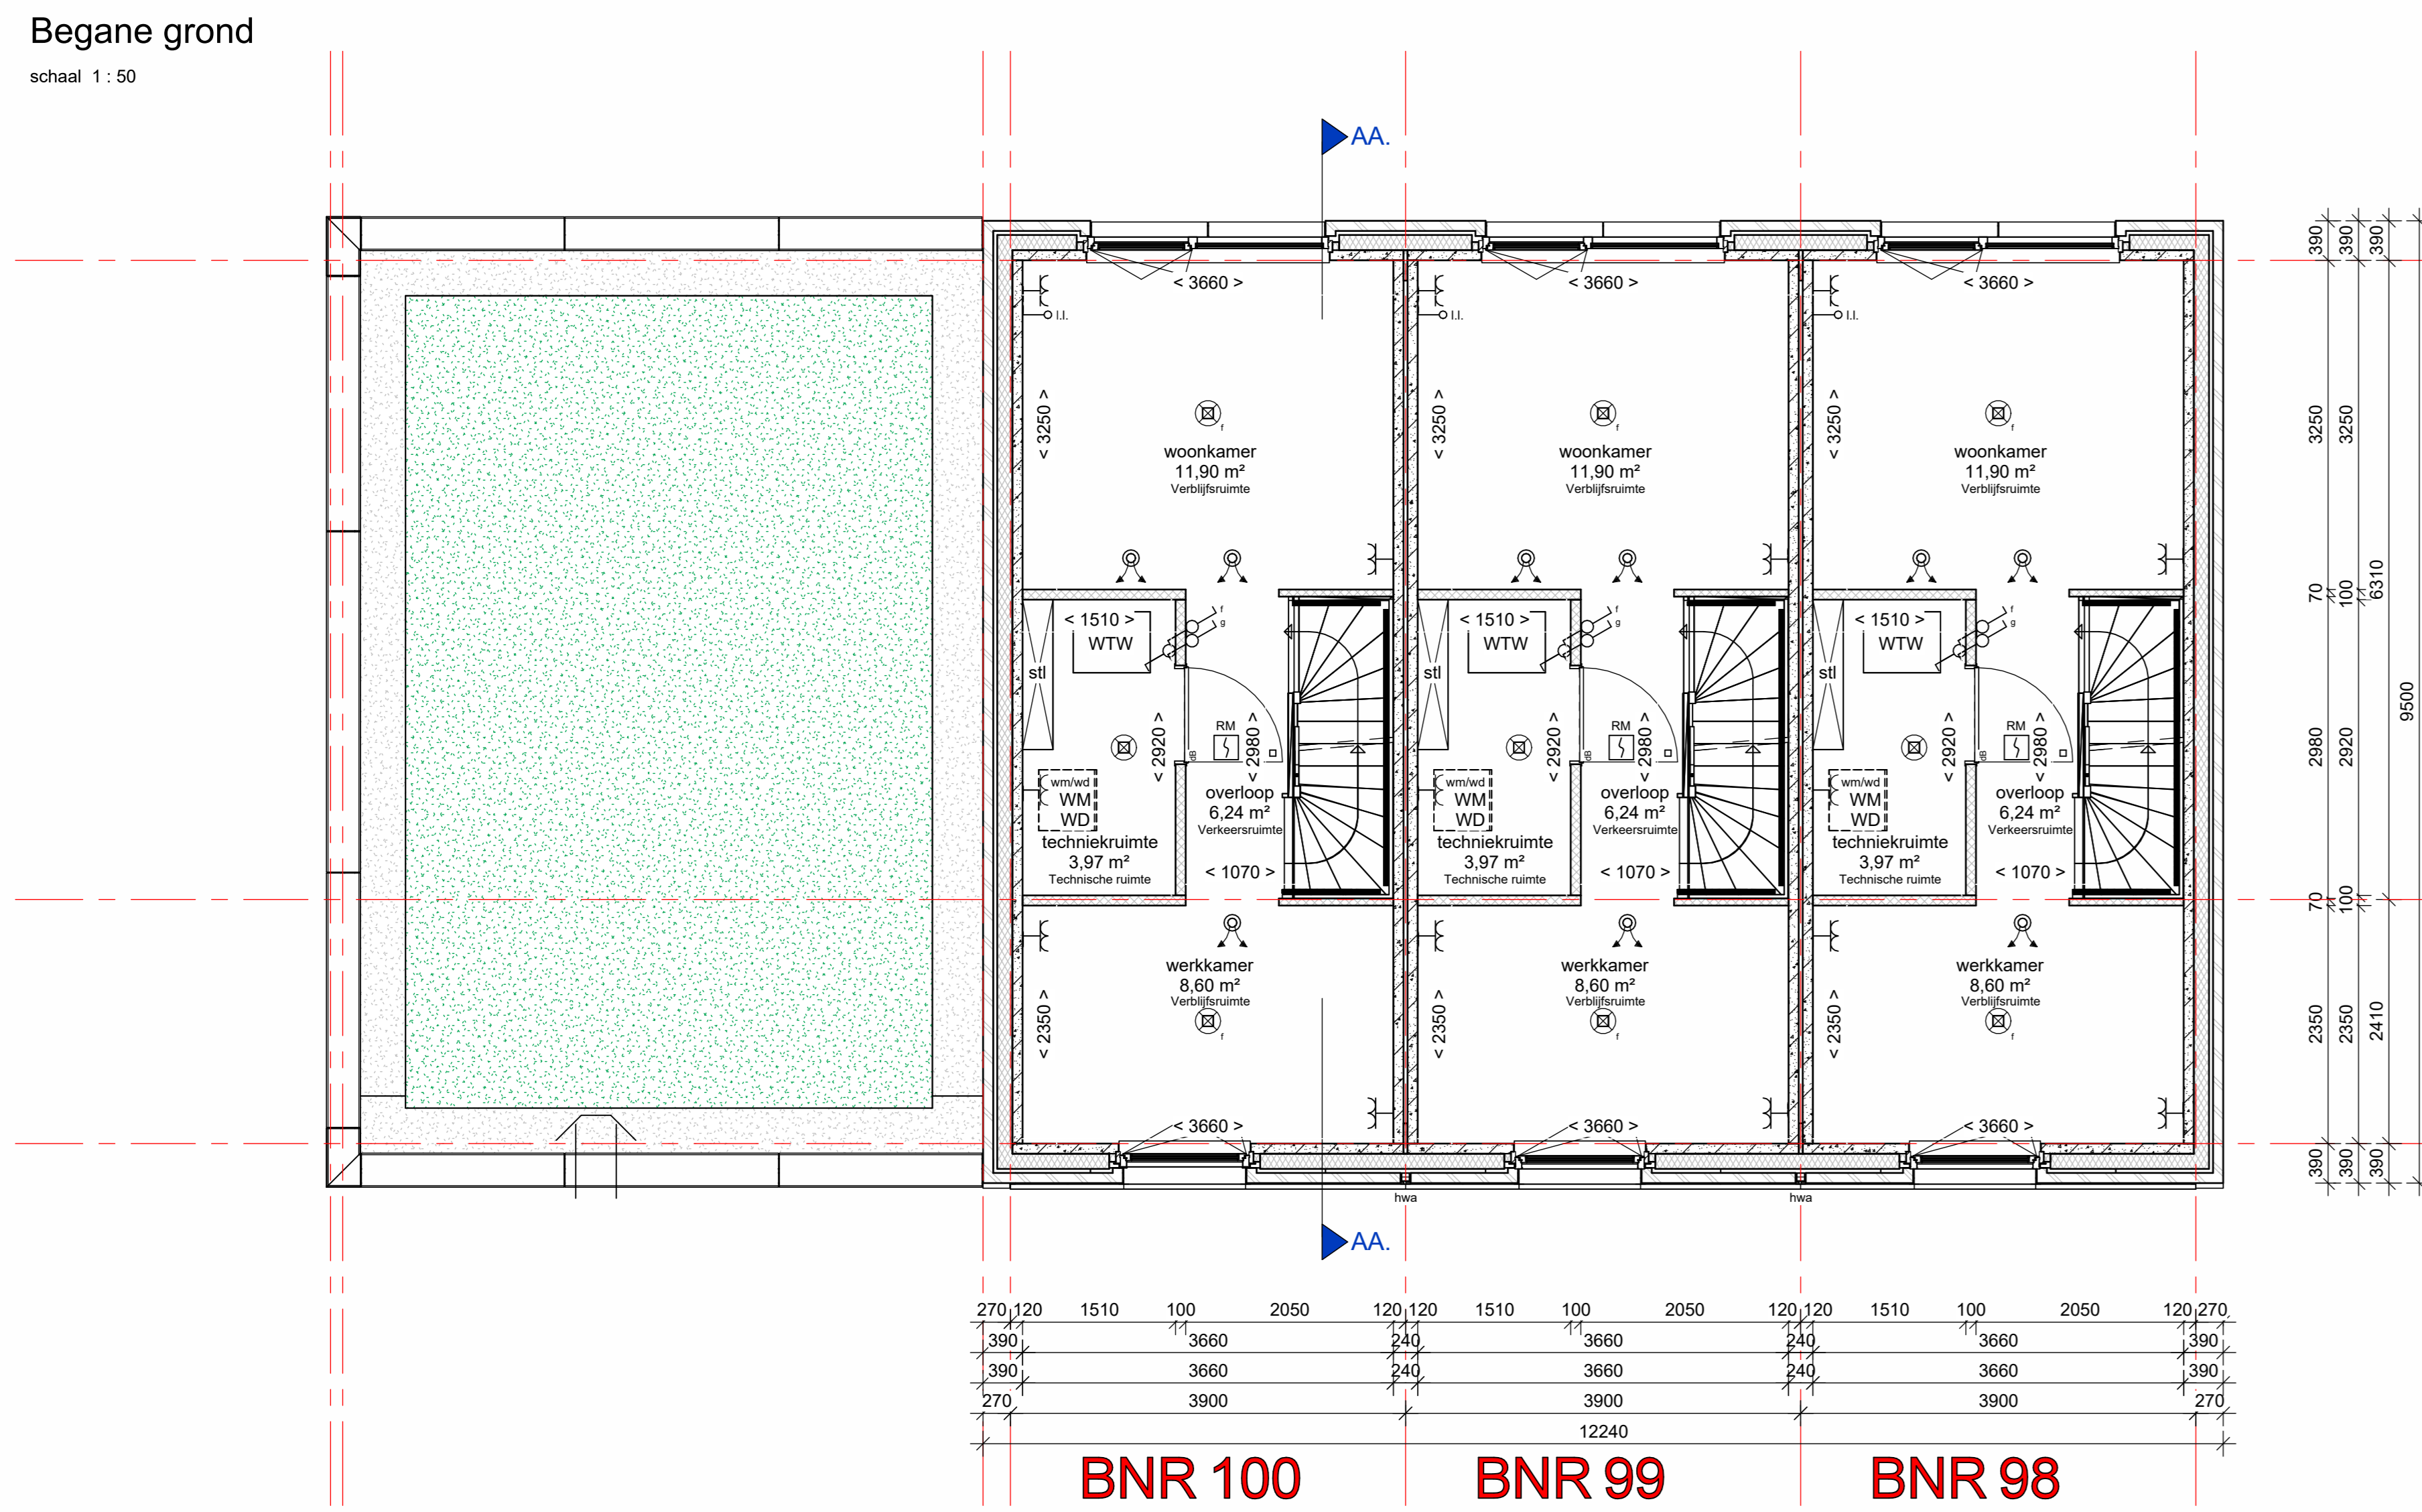 Begane grond
schaal 1 : 50
AA.
< 3660 >
< 3660 >
< 3660 >
l.l.
l.l.
l.l.
< 3250 >
< 3250 >
< 3250 >
f
f
f
woonkamer
11,90 m²
Verblijfsruimte
woonkamer
11,90 m²
Verblijfsruimte
woonkamer
11,90 m²
Verblijfsruimte
< 1510 >
WTW
f
g
stl
< 1510 >
WTW
f
g
stl
< 1510 >
WTW
f
g
stl
< 2920 >
RM
< 2980 >
dB
< 2920 >
RM
< 2980 >
dB
< 2920 >
RM
< 2980 >
dB
wm/wd
WM
WD
wm/wd
WM
WD
wm/wd
WM
WD
overloop
6,24 m²
Verkeersruimte
overloop
6,24 m²
Verkeersruimte
overloop
6,24 m²
Verkeersruimte
techniekruimte
3,97 m²
Technische ruimte
< 1070 >
techniekruimte
3,97 m²
Technische ruimte
< 1070 >
techniekruimte
3,97 m²
Technische ruimte
< 1070 >
werkkamer
8,60 m²
Verblijfsruimte
werkkamer
8,60 m²
Verblijfsruimte
werkkamer
8,60 m²
Verblijfsruimte
f
f
f
< 2350 >
< 2350 >
< 2350 >
< 3660 >
< 3660 >
< 3660 >
hwa
hwa
AA.
390 390 390
3250 3250
6310
70 100
9500
2980 2920
70 100
2350 2350 2410
390 390 390
270 120 1510 100 2050 120 120 1510 100 2050 120 120 1510 100 2050 120 270
390 3660 240 3660 240 3660 390
390 3660 240 3660 240 3660 390
270 3900 3900 3900 270
12240
BNR 100
BNR 99
BNR 98